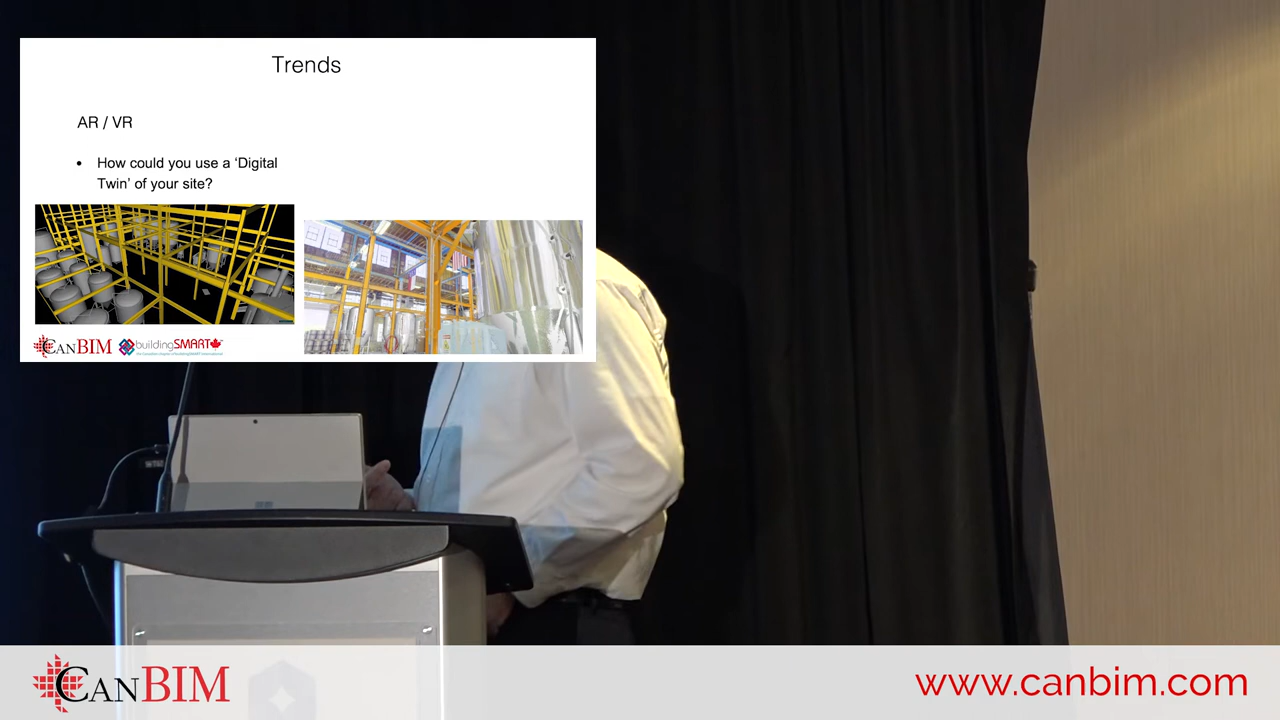 Trends
AR / VR
• How could you use a ‘Digital
Twin’ of your site?
CanBIM
buildingSMART
CanBIM
www.canbim.com